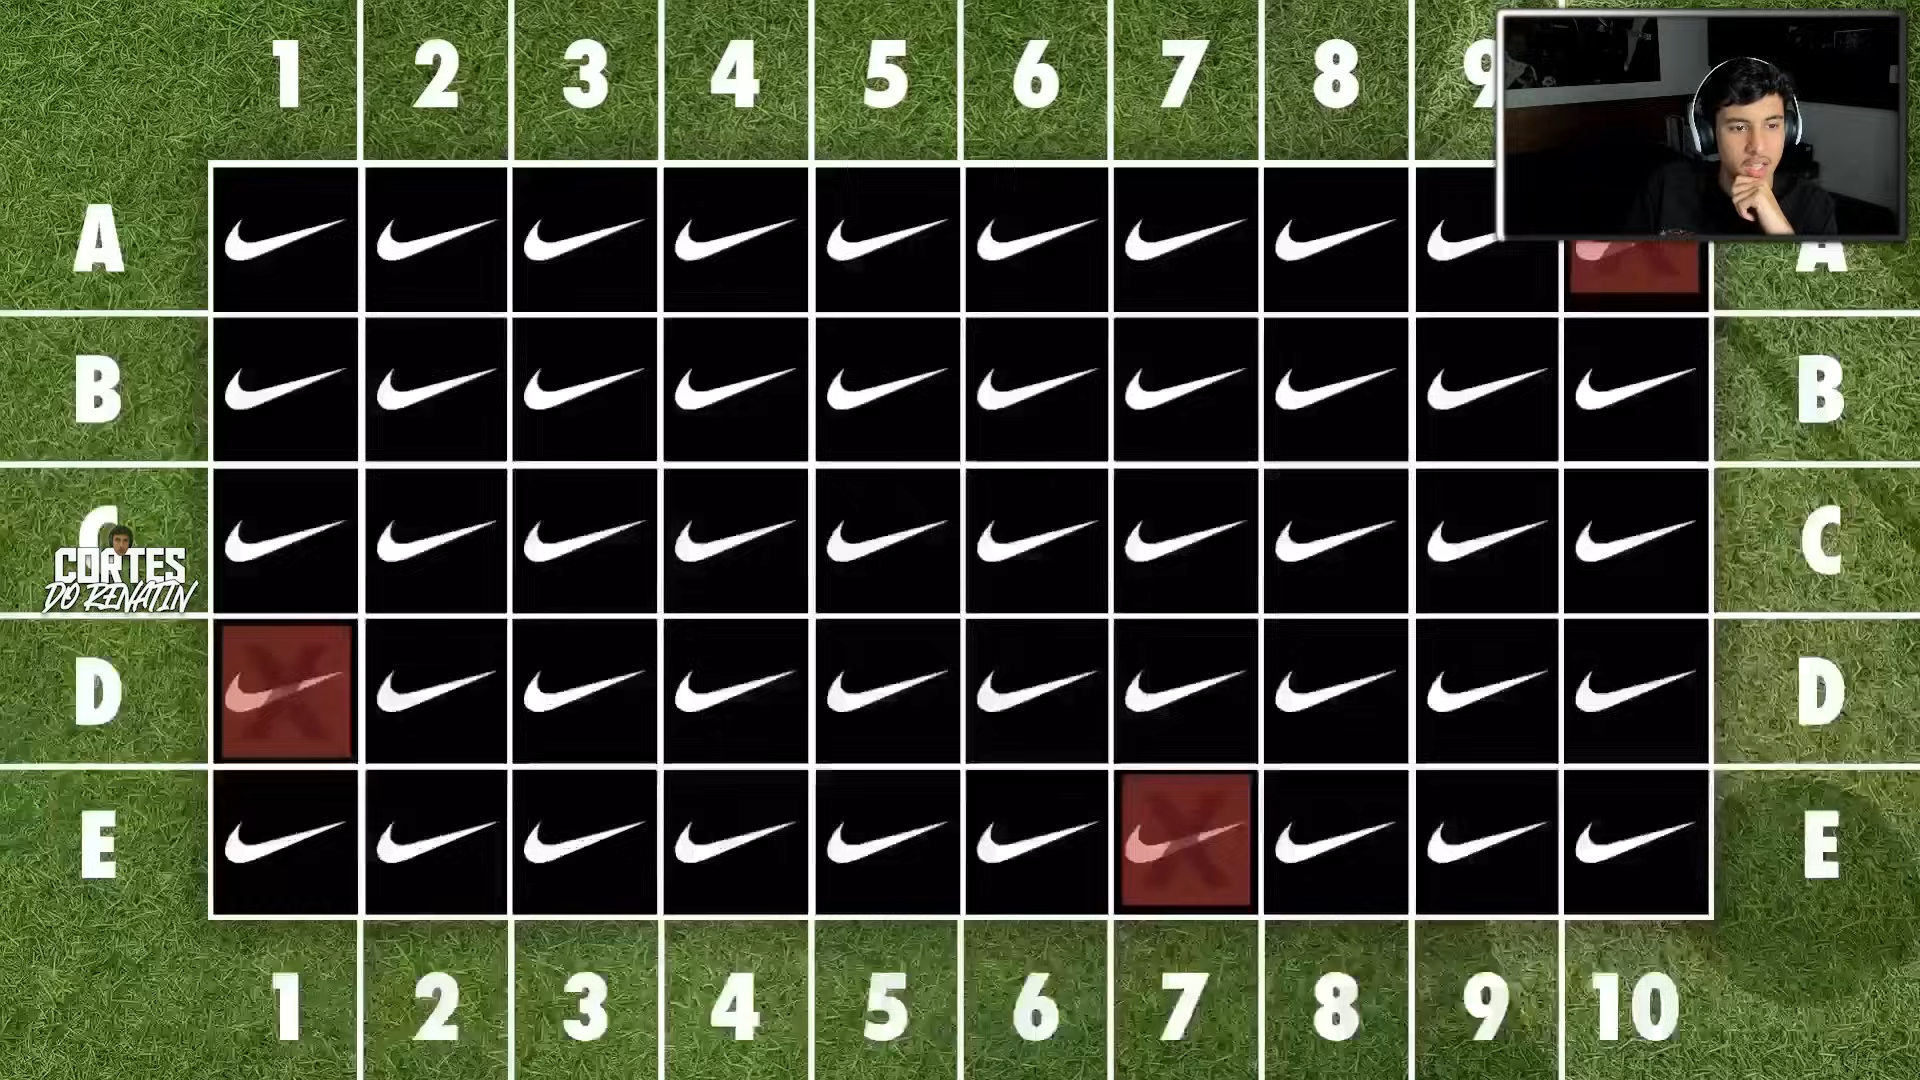 1 2 3 4 5 6 7 8 9
A A
B B
C C
CORTES
DO RENATIN
D X D
E X E
1 2 3 4 5 6 7 8 9 10